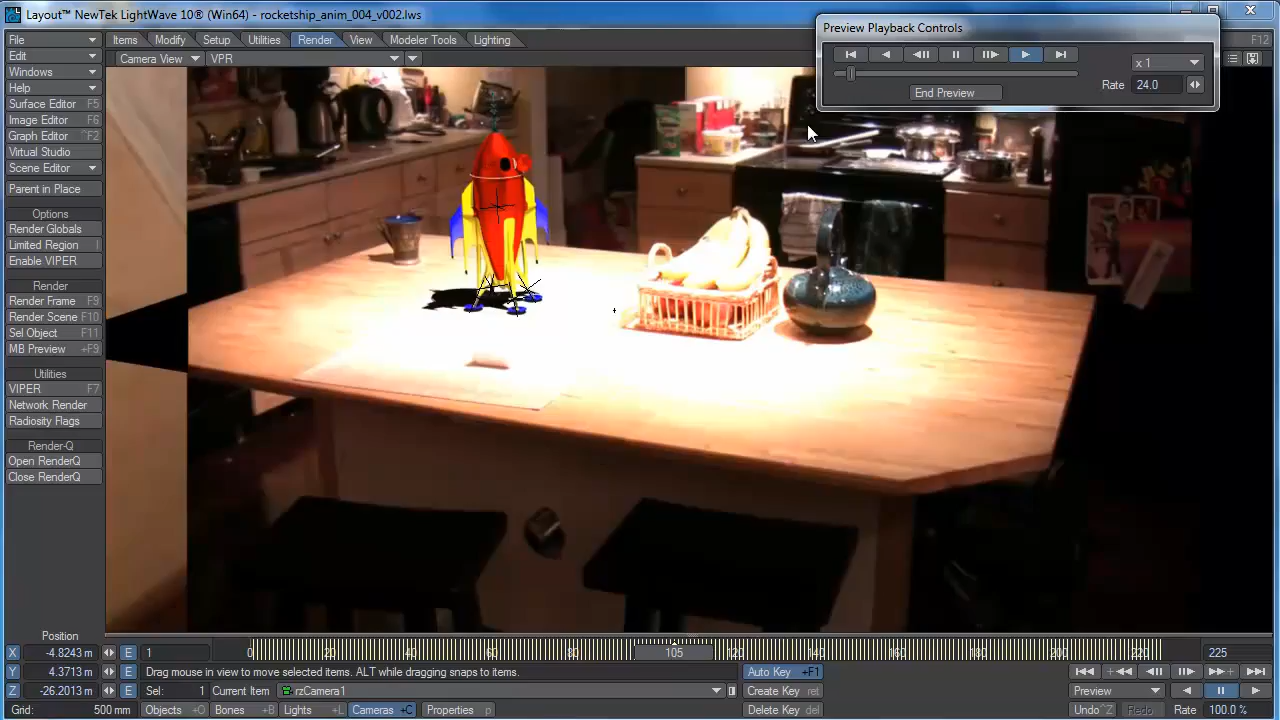 Layout™ NewTek LightWave 10® (Win64) - rocketship_anim_004_v002.lws
Preview Playback Controls
x 1
Rate 24.0
End Preview
File
Edit
Windows
Help
Items Modify Setup Utilities Render View Modeler Tools Lighting F12
Camera View VPR
Surface Editor F5
Image Editor F6
Graph Editor ^F2
Virtual Studio
Scene Editor
Parent in Place
Options
Render Globals
Limited Region l
Enable VIPER
Render
Render Frame F9
Render Scene F10
Sel Object F11
MB Preview +F9
Utilities
VIPER F7
Network Render
Radiosity Flags
Render-Q
Open RenderQ
Close RenderQ
Position
X -4.8243 m E 1 0 20 40 60 80 105 120 140 160 180 200 220 225
Y 4.3713 m E Drag mouse in view to move selected items. ALT while dragging snaps to items. Auto Key +F1
Z -26.2013 m E Sel: 1 Current Item rzCamera1 Create Key ret Preview
Grid: 500 mm Objects +O Bones +B Lights +L Cameras +C Properties p Delete Key del Undo ^Z Redo Rate 100.0 %